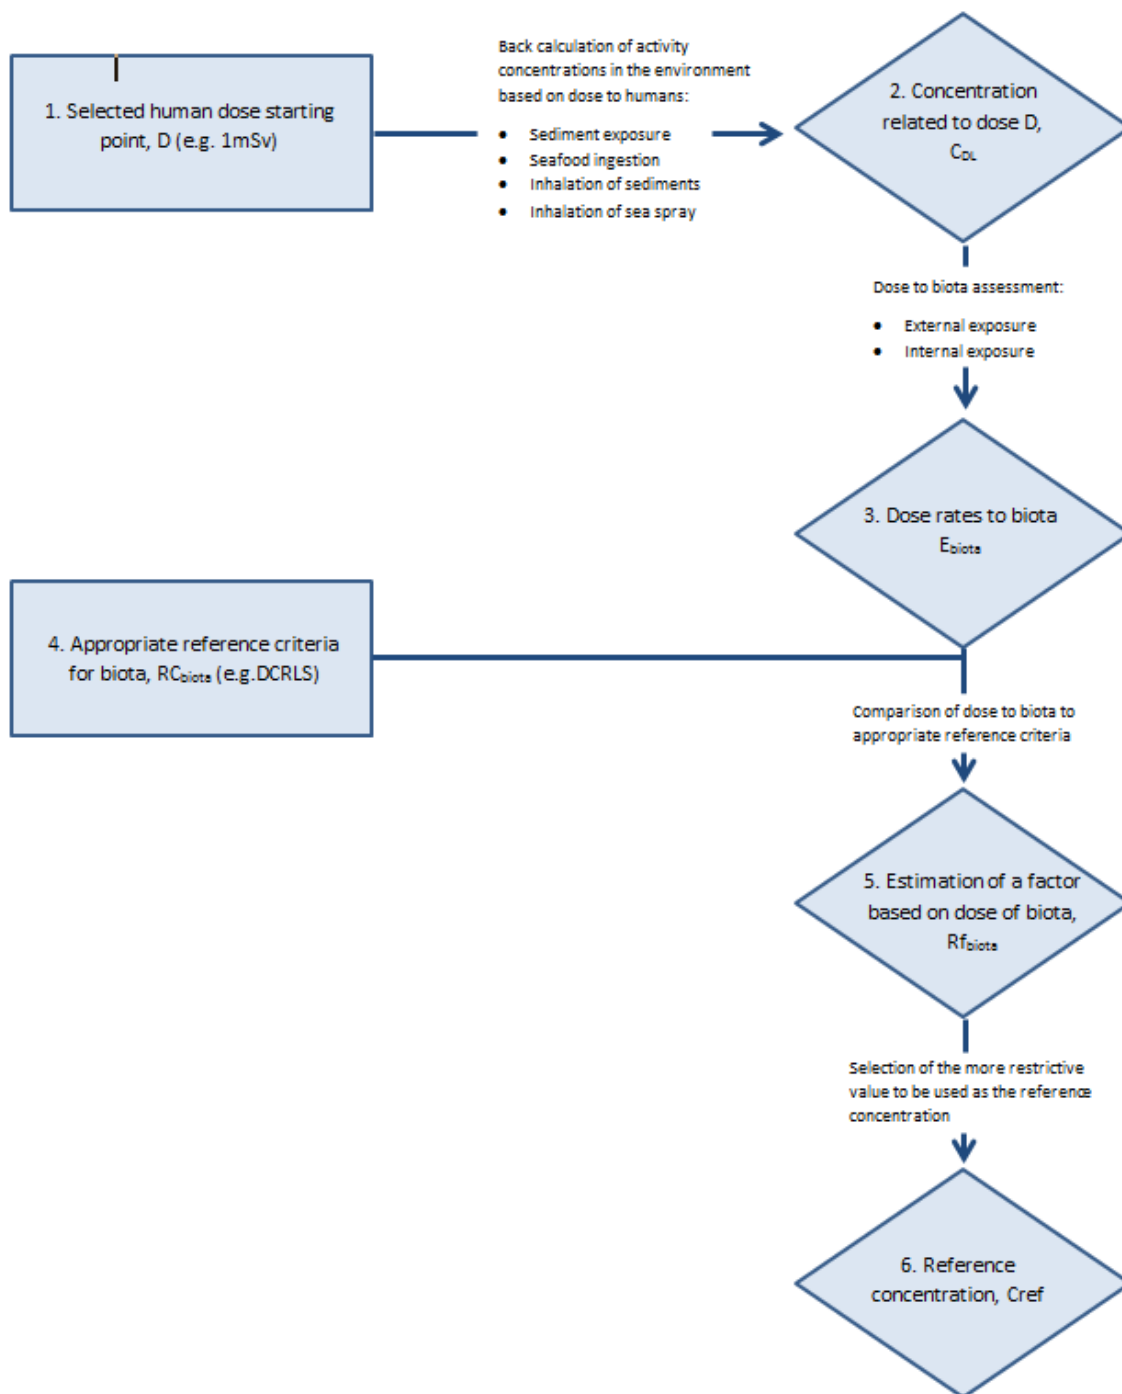 1. Selected human dose starting
point, D (e.g. 1mSv)
Back calculation of activity
concentrations in the environment
based on dose to humans:
• Sediment exposure
• Seafood ingestion
• Inhalation of sediments
• Inhalation of sea spray
2. Concentration
related to dose D,
C_DL
Dose to biota assessment:
• External exposure
• Internal exposure
3. Dose rates to biota
E_biota
4. Appropriate reference criteria
for biota, RC_biota (e.g.DCRLS)
Comparison of dose to biota to
appropriate reference criteria
5. Estimation of a factor
based on dose of biota,
Rf_biota
Selection of the more restrictive
value to be used as the reference
concentration
6. Reference
concentration, Cref